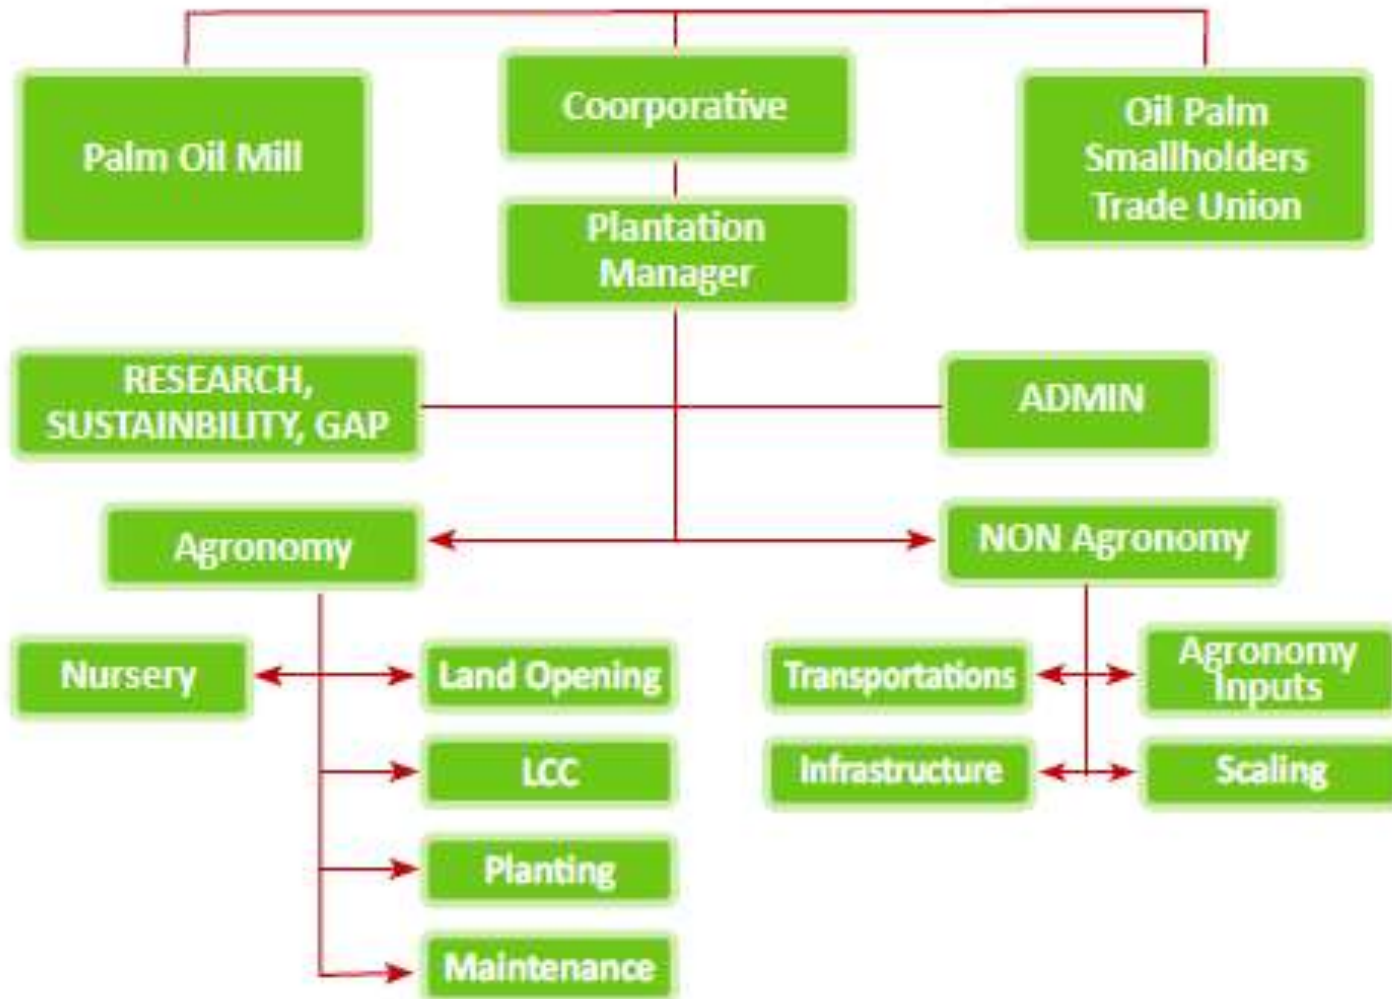 Palm Oil Mill
Coorporative
Oil Palm
Smallholders
Trade Union
Plantation
Manager
RESEARCH,
SUSTAINBILITY, GAP
ADMIN
Agronomy
NON Agronomy
Nursery
Land Opening
LCC
Planting
Maintenance
Transportations
Agronomy
Inputs
Infrastructure
Scaling